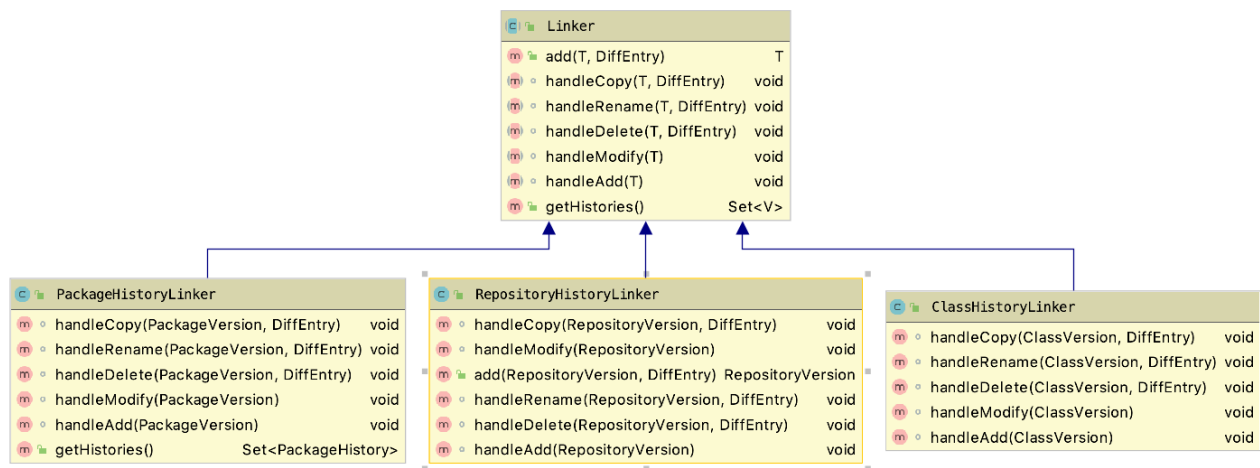 Linker
add(T, DiffEntry) T
handleCopy(T, DiffEntry) void
handleRename(T, DiffEntry) void
handleDelete(T, DiffEntry) void
handleModify(T) void
handleAdd(T) void
getHistories() Set<V>
PackageHistoryLinker
handleCopy(PackageVersion, DiffEntry) void
handleRename(PackageVersion, DiffEntry) void
handleDelete(PackageVersion, DiffEntry) void
handleModify(PackageVersion) void
handleAdd(PackageVersion) void
getHistories() Set<PackageHistory>
RepositoryHistoryLinker
handleCopy(RepositoryVersion, DiffEntry) void
handleModify(RepositoryVersion) void
add(RepositoryVersion, DiffEntry) RepositoryVersion
handleRename(RepositoryVersion, DiffEntry) void
handleDelete(RepositoryVersion, DiffEntry) void
handleAdd(RepositoryVersion) void
ClassHistoryLinker
handleCopy(ClassVersion, DiffEntry) void
handleRename(ClassVersion, DiffEntry) void
handleDelete(ClassVersion, DiffEntry) void
handleModify(ClassVersion) void
handleAdd(ClassVersion) void